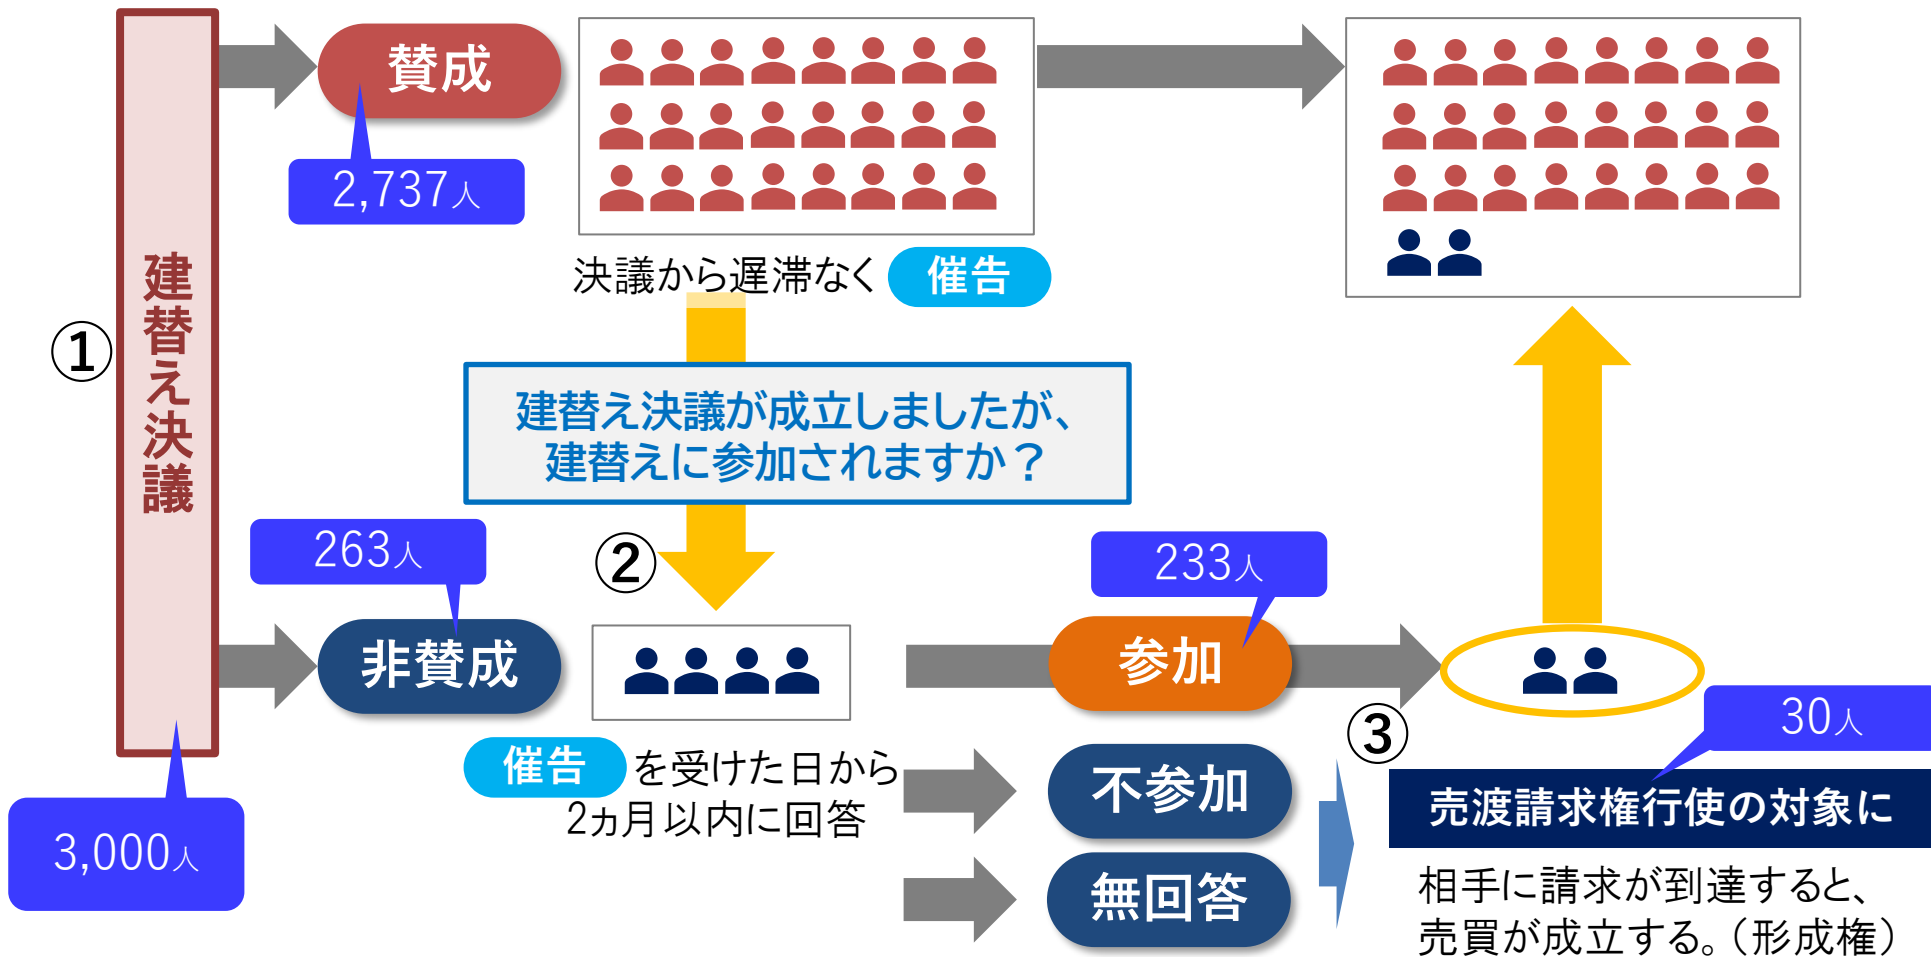 ①
建替え決議
3,000人
賛成
2,737人
決議から遅滞なく 催告
建替え決議が成立しましたが、
建替えに参加されますか？
②
263人
非賛成
催告 を受けた日から
2ヵ月以内に回答
233人
参加
不参加
無回答
③
30人
売渡請求権行使の対象に
相手に請求が到達すると、
売買が成立する。（形成権）